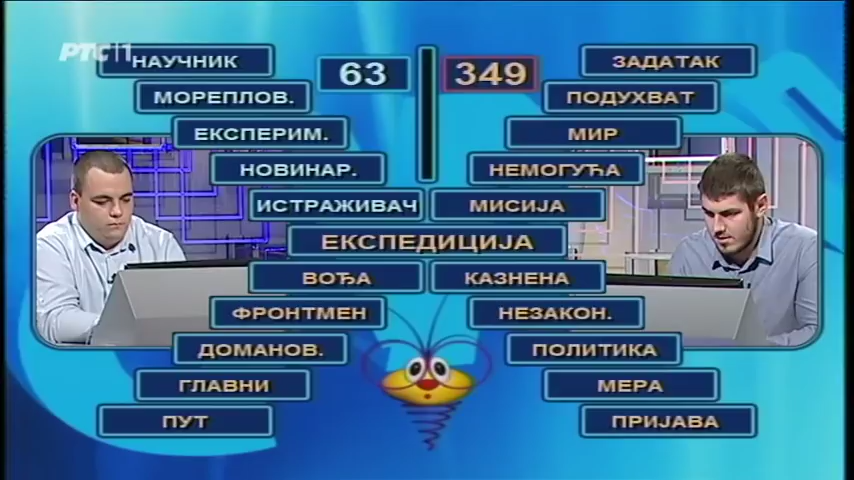 РТС|1
НАУЧНИК 63 349 ЗАДАТАК
МОРЕПЛОВ. ПОДУХВАТ
ЕКСПЕРИМ. МИР
НОВИНАР. НЕМОГУЋА
ИСТРАЖИВАЧ МИСИЈА
ЕКСПЕДИЦИЈА
ВОЂА КАЗНЕНА
ФРОНТМЕН НЕЗАКОН.
ДОМАНОВ. ПОЛИТИКА
ГЛАВНИ МЕРА
ПУТ ПРИЈАВА